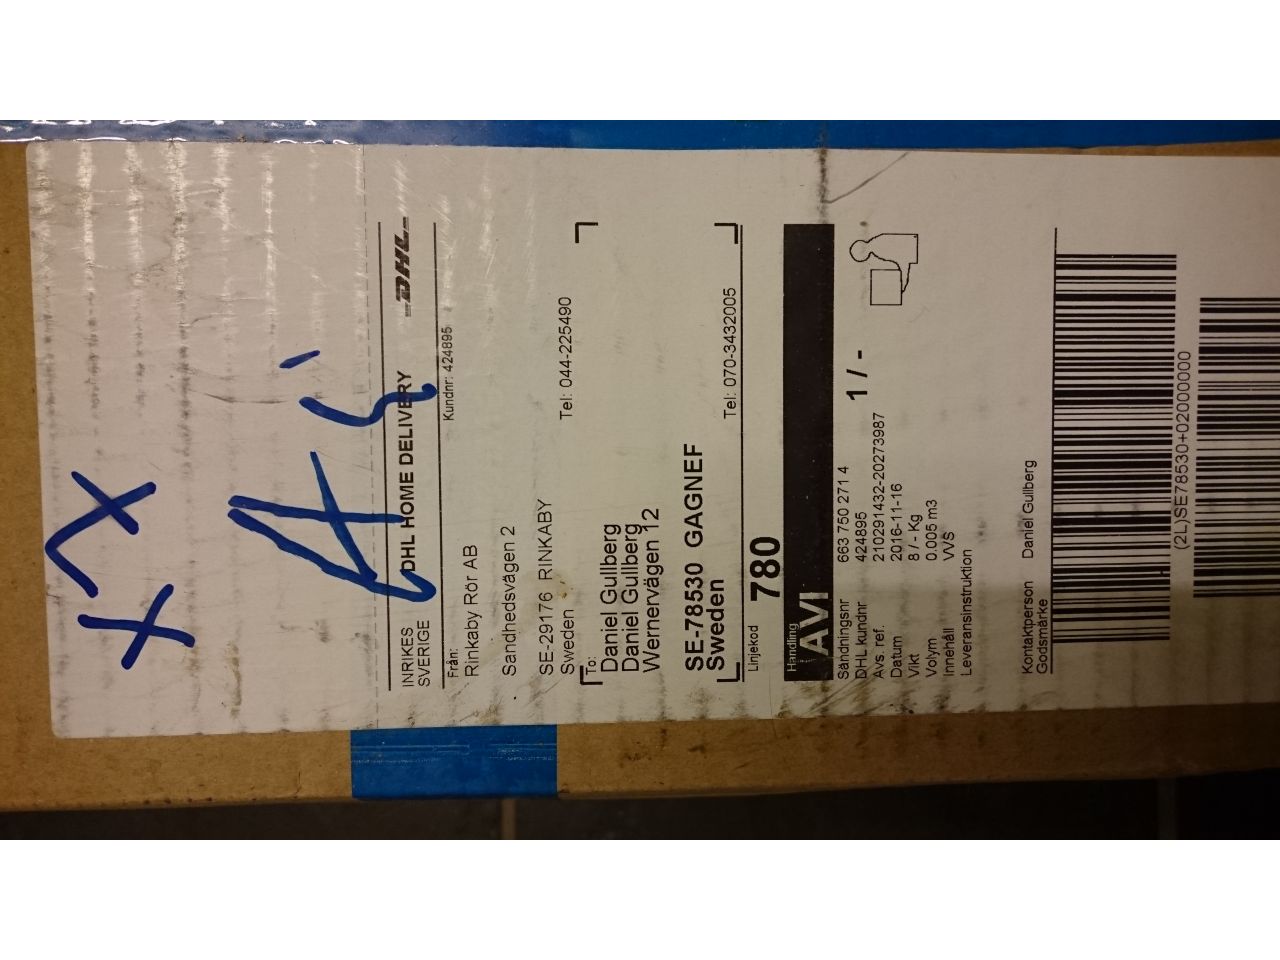 DHL
INRIKES
SVERIGE
DHL HOME DELIVERY
Från:
Kundnr: 424895
Rinkaby Rör AB
Sandhedsvägen 2
SE-29176 RINKABY
Sweden
Tel: 044-225490
To:
Daniel Gullberg
Daniel Gullberg
Wernervägen 12
SE-78530 GAGNEF
Sweden
Tel: 070-3432005
Linjekod
780
Handling
AVI
Sändningsnr 663 750 271 4
DHL kundnr 424895
Avs. ref. 210291432-20273987
Datum 2016-11-16
Vikt 8 / - Kg
Volym 0.005 m3
Innehåll VVS
Leveransinstruktion
1 / -
Kontaktperson Daniel Gullberg
Godsmärke
(2L)SE78530+02000000